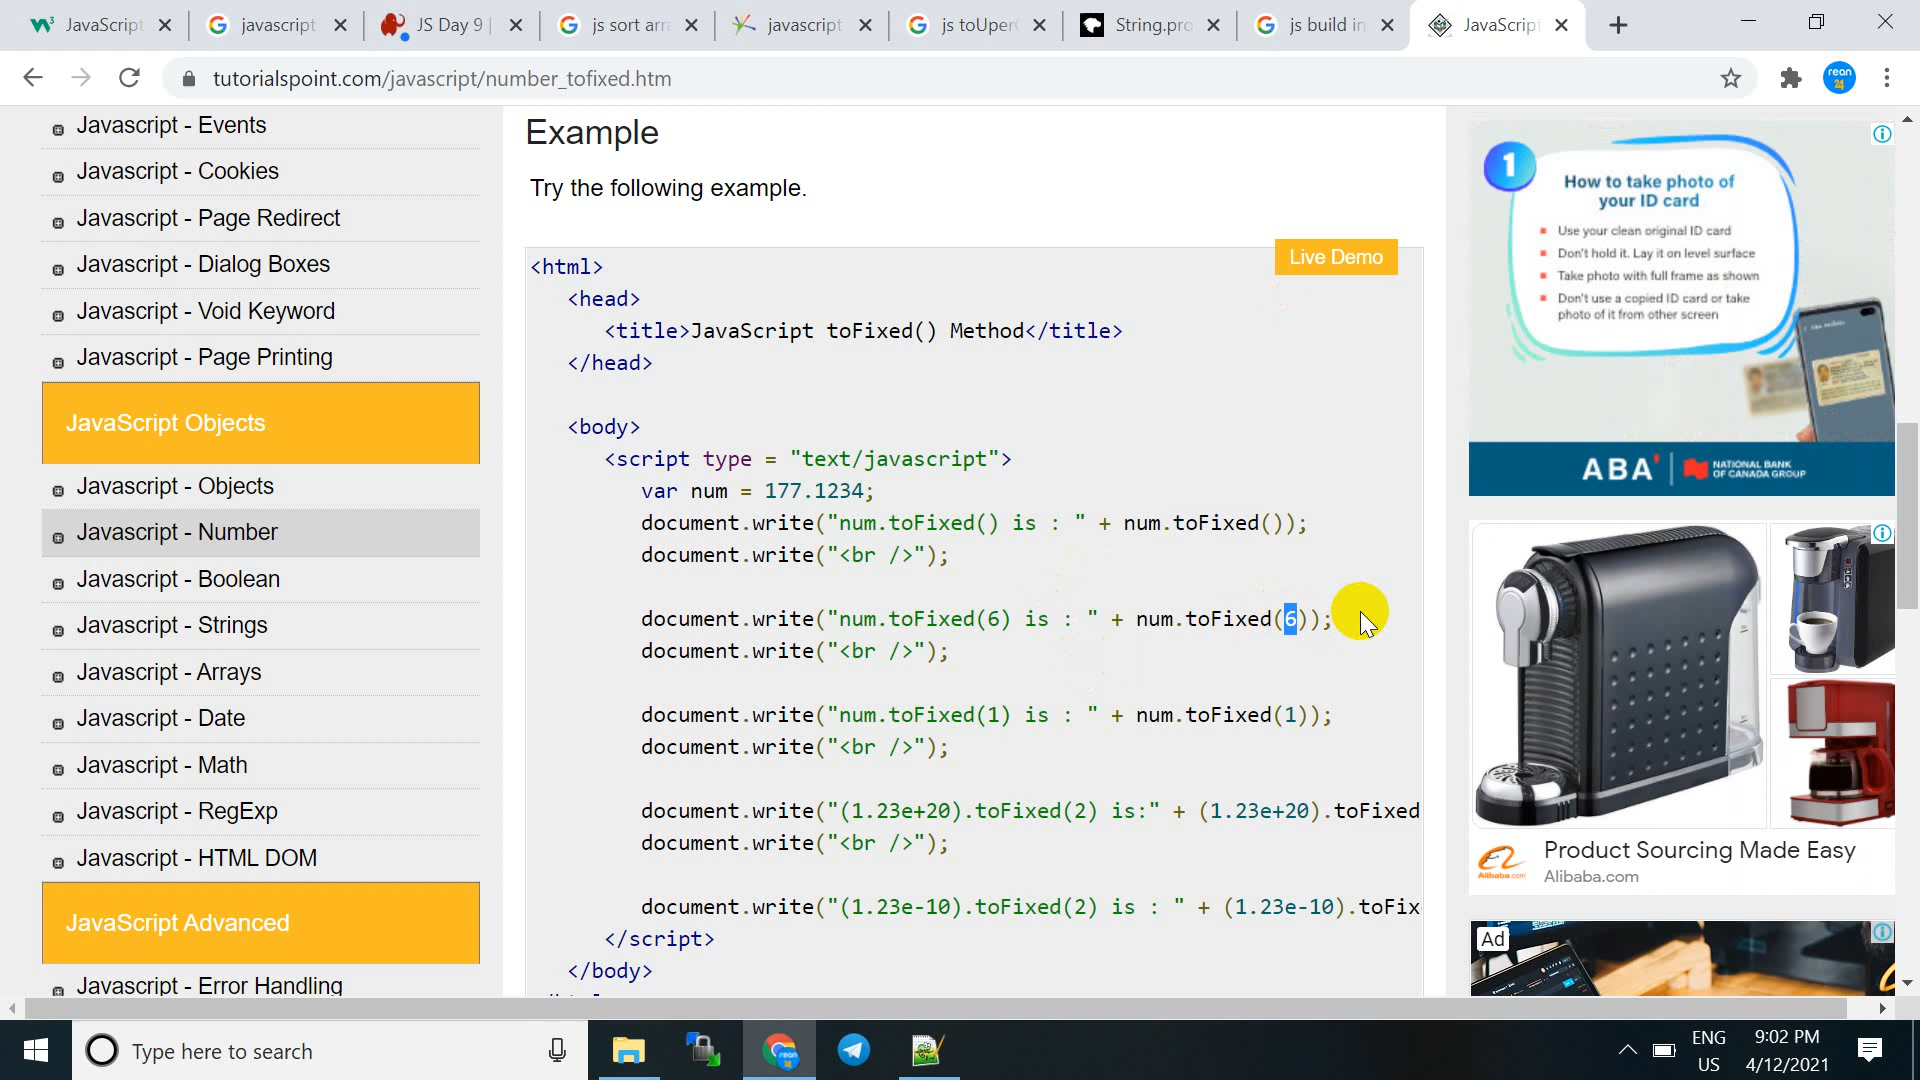 JavaScript
javascript
JS Day 9 |
js sort arra
javascript
js toUper
String.pro
js build in
JavaScript
tutorialspoint.com/javascript/number_tofixed.htm
rean
24
Javascript - Events
Javascript - Cookies
Javascript - Page Redirect
Javascript - Dialog Boxes
Javascript - Void Keyword
Javascript - Page Printing
JavaScript Objects
Javascript - Objects
Javascript - Number
Javascript - Boolean
Javascript - Strings
Javascript - Arrays
Javascript - Date
Javascript - Math
Javascript - RegExp
Javascript - HTML DOM
JavaScript Advanced
Javascript - Error Handling
Example
Try the following example.
Live Demo
<html>
<head>
<title>JavaScript toFixed() Method</title>
</head>
<body>
<script type = "text/javascript">
var num = 177.1234;
document.write("num.toFixed() is : " + num.toFixed());
document.write("<br />");
document.write("num.toFixed(6) is : " + num.toFixed(6));
document.write("<br />");
document.write("num.toFixed(1) is : " + num.toFixed(1));
document.write("<br />");
document.write("(1.23e+20).toFixed(2) is:" + (1.23e+20).toFixed
document.write("<br />");
document.write("(1.23e-10).toFixed(2) is : " + (1.23e-10).toFix
</script>
</body>
1
How to take photo of
your ID card
Use your clean original ID card
Don't hold it. Lay it on level surface
Take photo with full frame as shown
Don't use a copied ID card or take
photo of it from other screen
ABA' NATIONAL BANK
OF CANADA GROUP
Alibaba.com
Product Sourcing Made Easy
Alibaba.com
Ad
Type here to search
rean
24
ENG
US
9:02 PM
4/12/2021